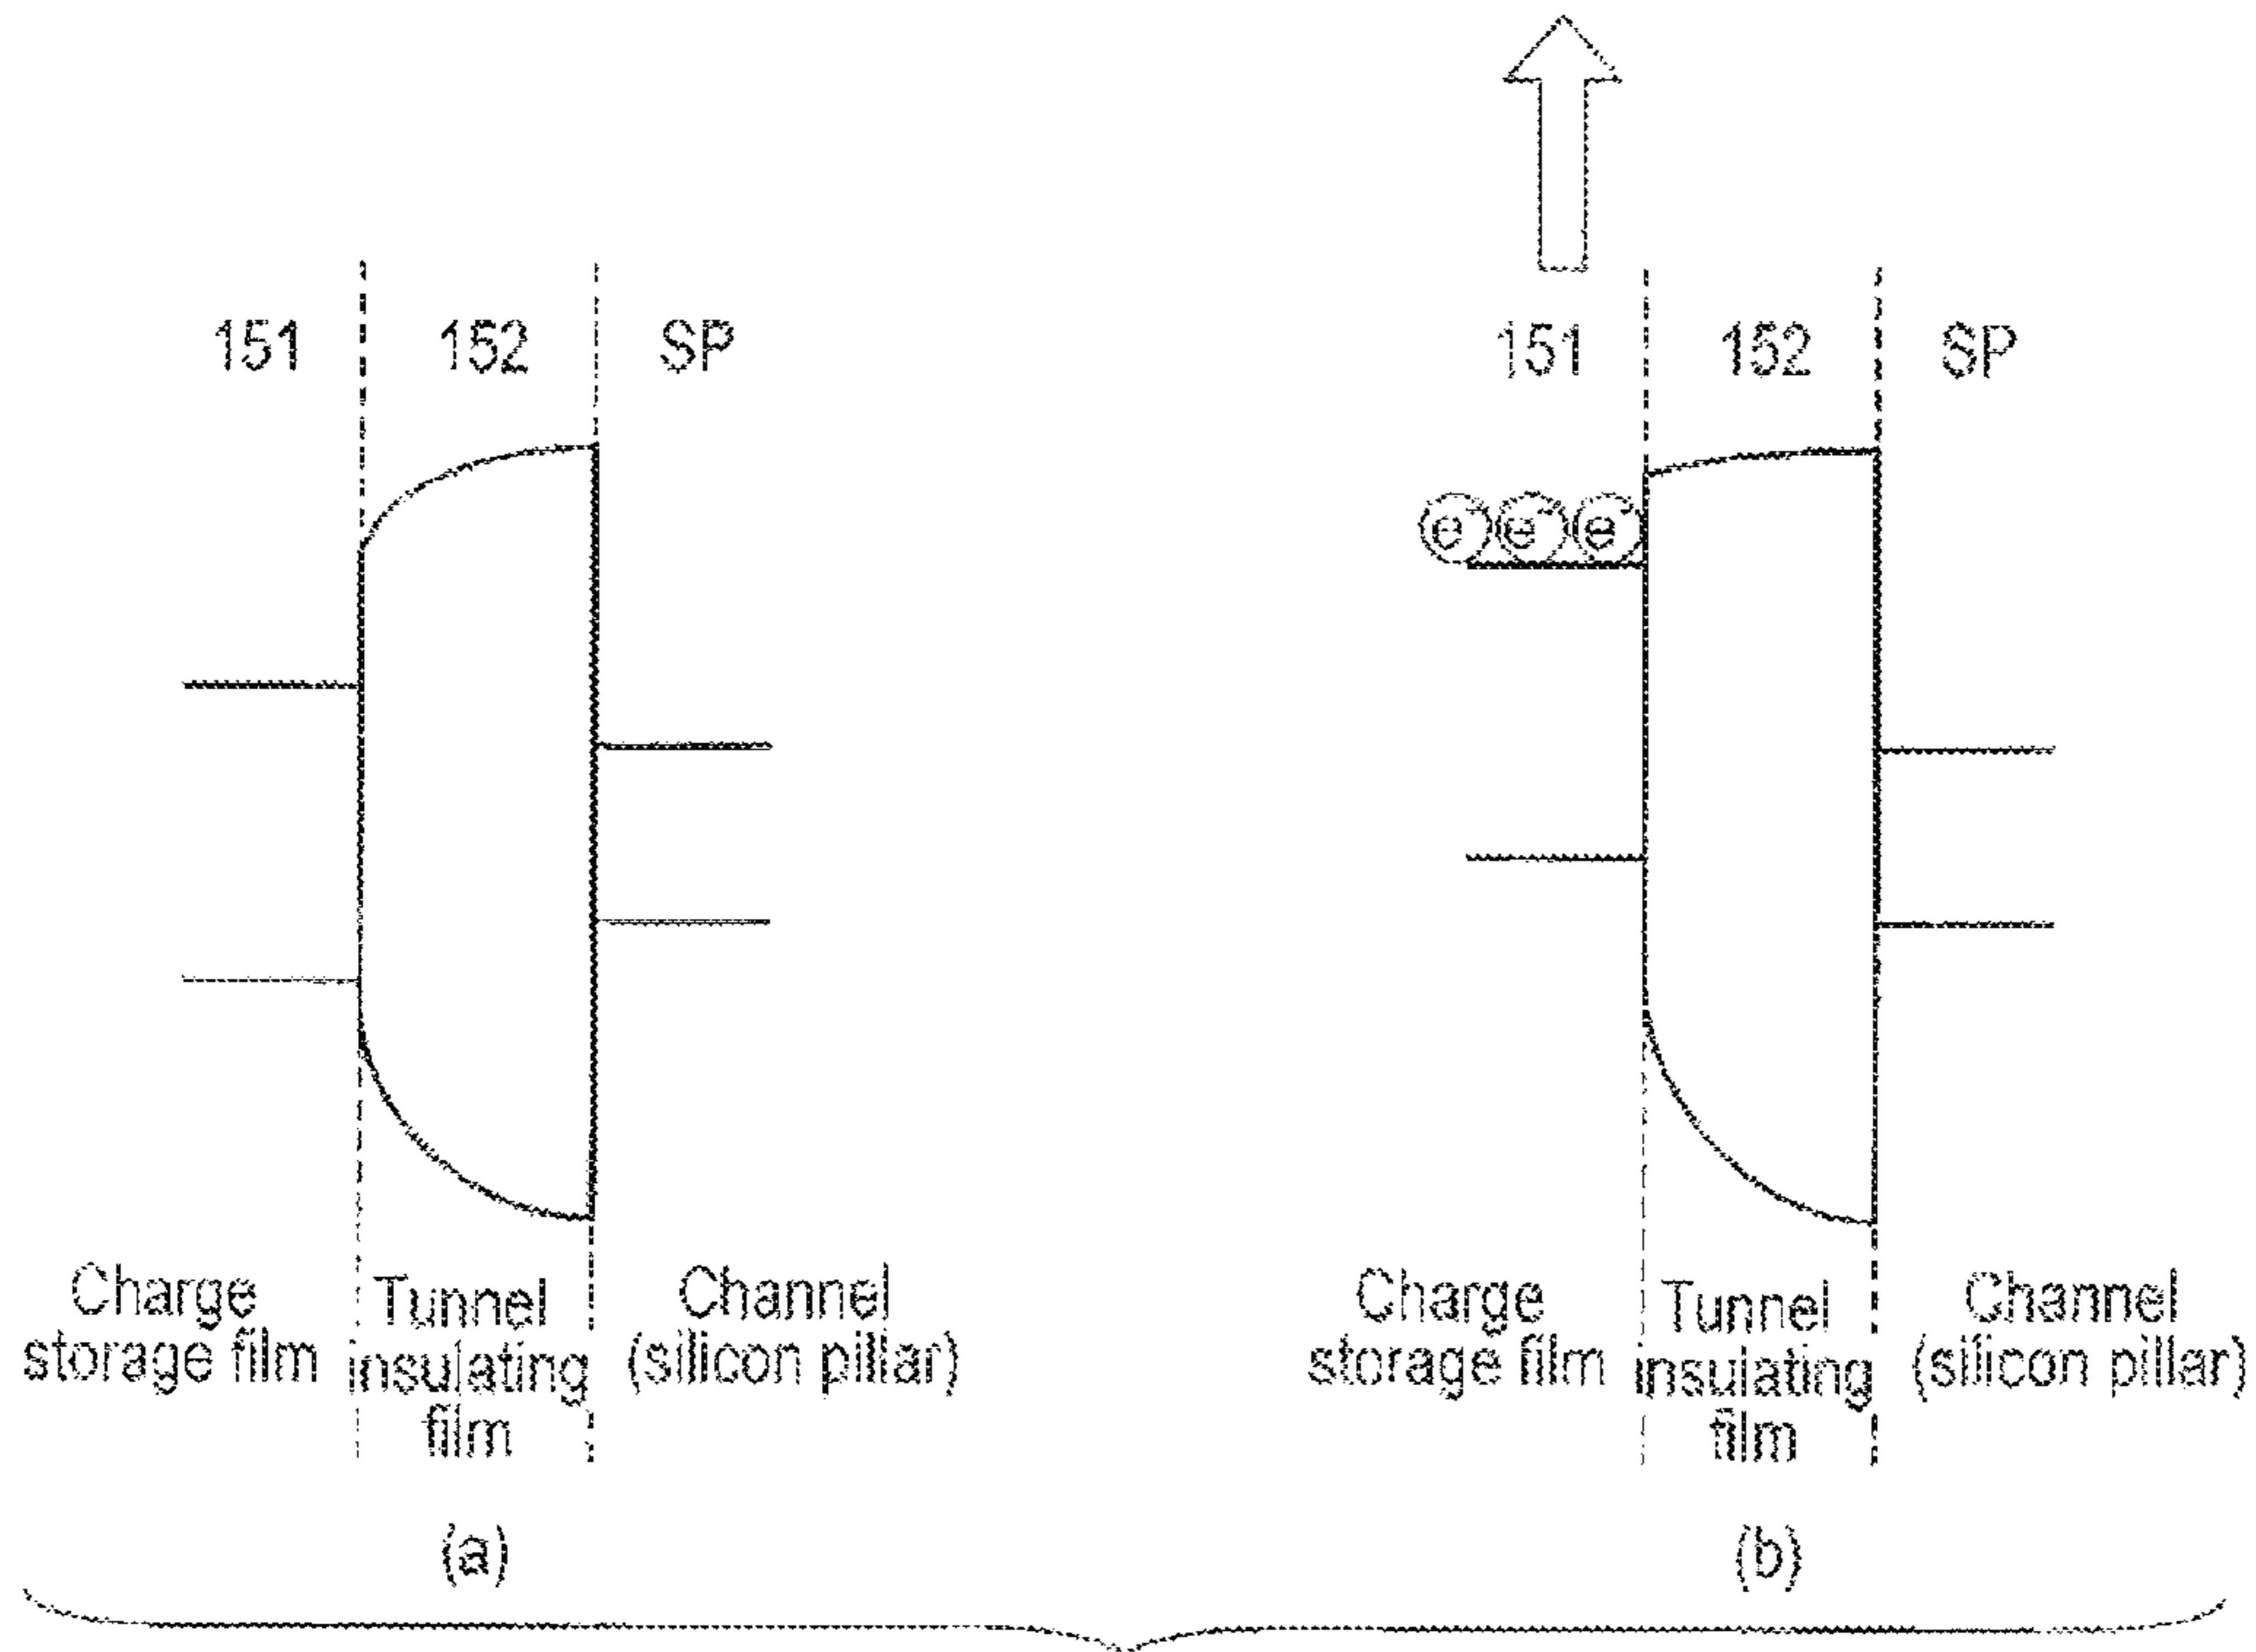 151 152 SP
Charge
storage film
Tunnel
insulating
film
Channel
(silicon pillar)
(a)
151 152 SP
e⁻ e⁻ e⁻
Charge
storage film
Tunnel
insulating
film
Channel
(silicon pillar)
(b)